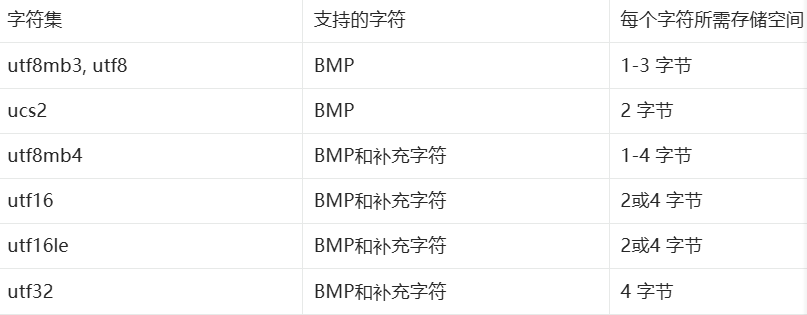 字符集 支持的字符 每个字符所需存储空间
utf8mb3, utf8 BMP 1-3 字节
ucs2 BMP 2 字节
utf8mb4 BMP和补充字符 1-4 字节
utf16 BMP和补充字符 2或4 字节
utf16le BMP和补充字符 2或4 字节
utf32 BMP和补充字符 4 字节